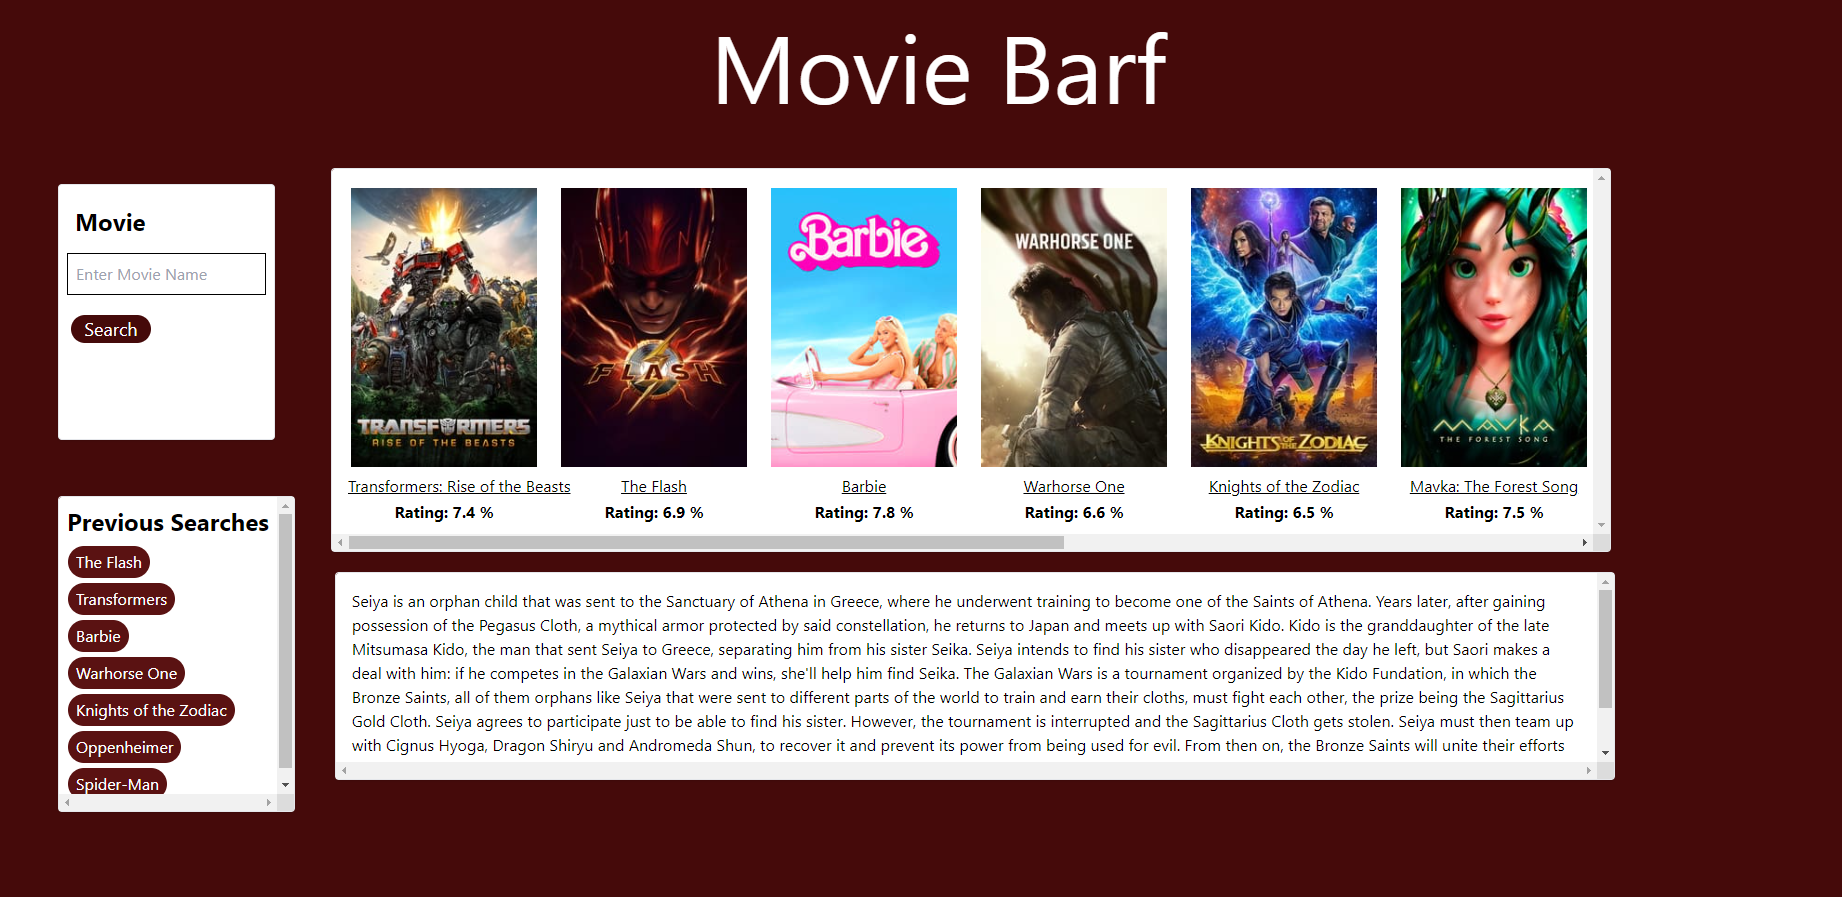 Movie Barf
Movie
Enter Movie Name
Search
Previous Searches
The Flash
Transformers
Barbie
Warhorse One
Knights of the Zodiac
Oppenheimer
Spider-Man
TRANSFORMERS
RISE OF THE BEASTS
FLASH
Barbie
WARHORSE ONE
KNIGHTS OF THE ZODIAC
MAVKA
THE FOREST SONG
Transformers: Rise of the Beasts
The Flash
Barbie
Warhorse One
Knights of the Zodiac
Mavka: The Forest Song
Rating: 7.4 %
Rating: 6.9 %
Rating: 7.8 %
Rating: 6.6 %
Rating: 6.5 %
Rating: 7.5 %
Seiya is an orphan child that was sent to the Sanctuary of Athena in Greece, where he underwent training to become one of the Saints of Athena. Years later, after gaining
possession of the Pegasus Cloth, a mythical armor protected by said constellation, he returns to Japan and meets up with Saori Kido. Kido is the granddaughter of the late
Mitsumasa Kido, the man that sent Seiya to Greece, separating him from his sister Seika. Seiya intends to find his sister who disappeared the day he left, but Saori makes a
deal with him: if he competes in the Galaxian Wars and wins, she'll help him find Seika. The Galaxian Wars is a tournament organized by the Kido Fundation, in which the
Bronze Saints, all of them orphans like Seiya that were sent to different parts of the world to train and earn their cloths, must fight each other, the prize being the Sagittarius
Gold Cloth. Seiya agrees to participate just to be able to find his sister. However, the tournament is interrupted and the Sagittarius Cloth gets stolen. Seiya must then team up
with Cignus Hyoga, Dragon Shiryu and Andromeda Shun, to recover it and prevent its power from being used for evil. From then on, the Bronze Saints will unite their efforts